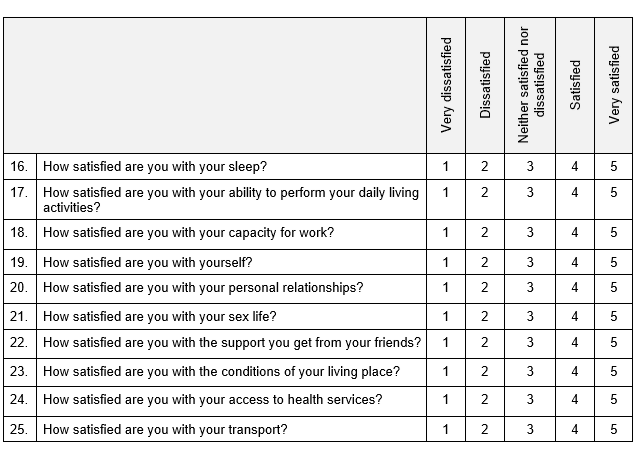 Very dissatisfied
Dissatisfied
Neither satisfied nor
dissatisfied
Satisfied
Very satisfied
16. How satisfied are you with your sleep? 1 2 3 4 5
17. How satisfied are you with your ability to perform your daily living 1 2 3 4 5
activities?
18. How satisfied are you with your capacity for work? 1 2 3 4 5
19. How satisfied are you with yourself? 1 2 3 4 5
20. How satisfied are you with your personal relationships? 1 2 3 4 5
21. How satisfied are you with your sex life? 1 2 3 4 5
22. How satisfied are you with the support you get from your friends? 1 2 3 4 5
23. How satisfied are you with the conditions of your living place? 1 2 3 4 5
24. How satisfied are you with your access to health services? 1 2 3 4 5
25. How satisfied are you with your transport? 1 2 3 4 5